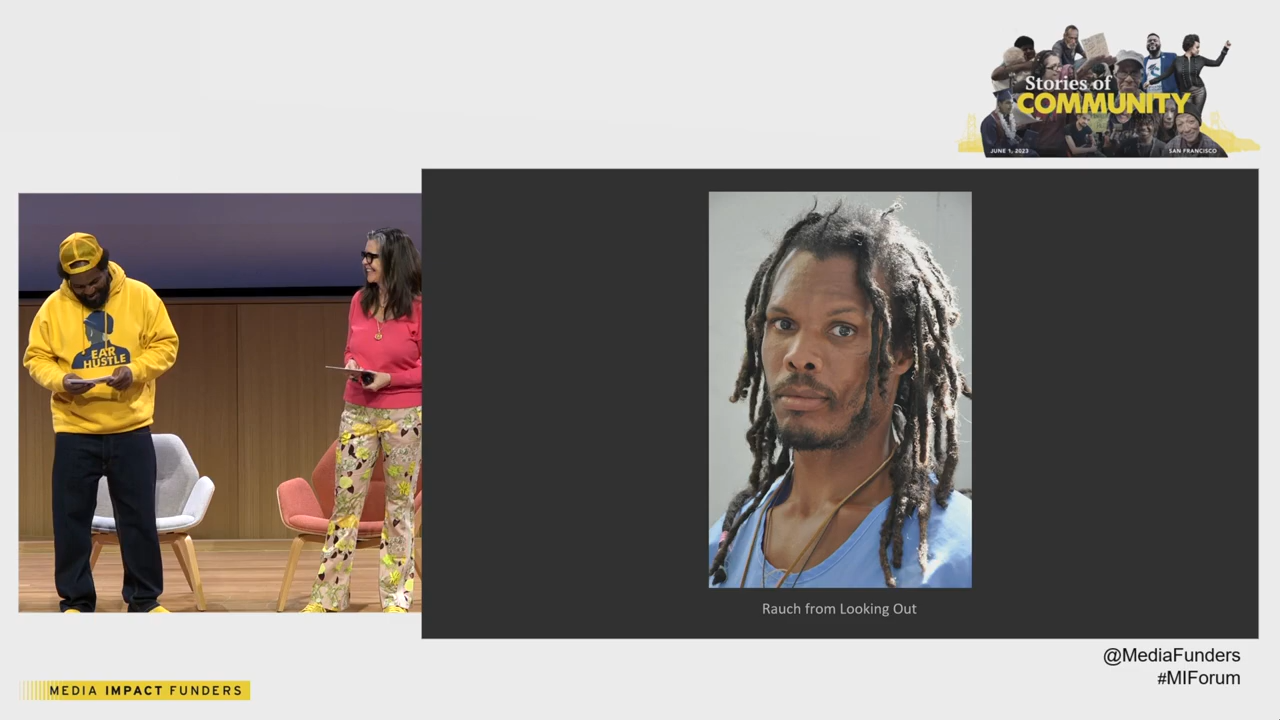 Stories of
COMMUNITY
JUNE 1, 2023
SAN FRANCISCO
EAR
HUSTLE
Rauch from Looking Out
@MediaFunders
#MIForum
MEDIA IMPACT FUNDERS